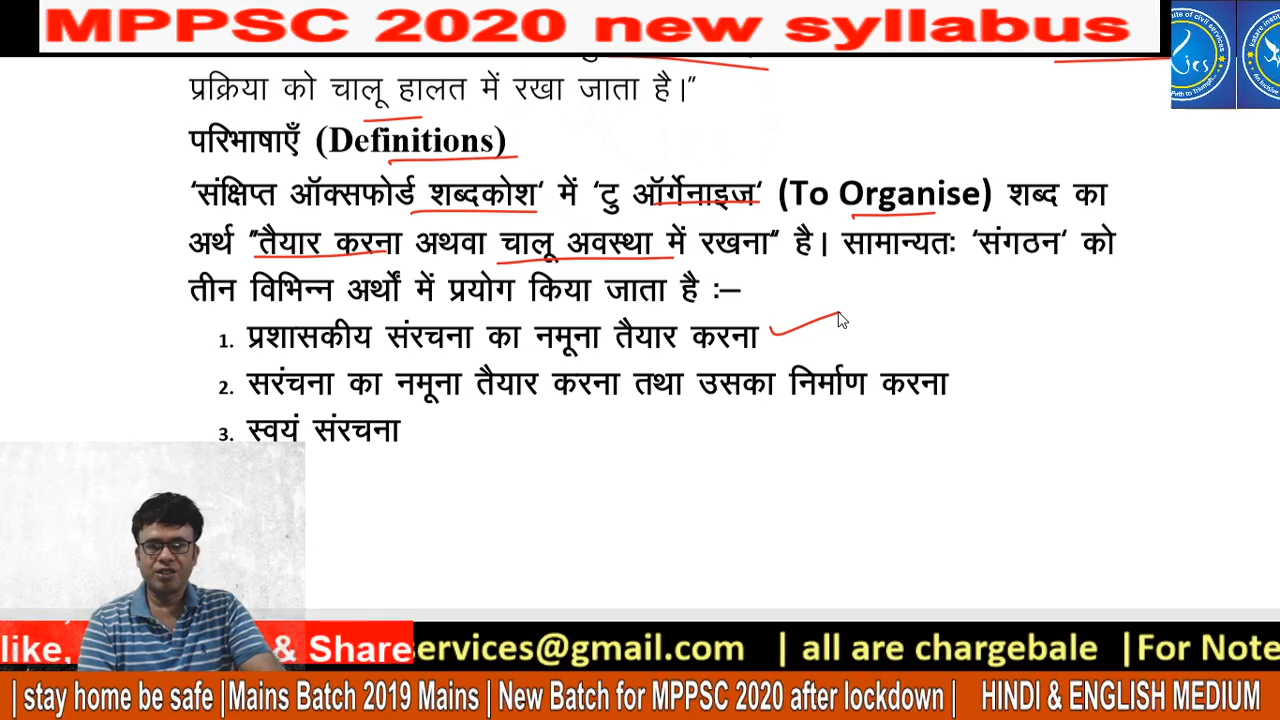 MPPSC 2020 new syllabus
प्रक्रिया को चालू हालत में रखा जाता है।”
परिभाषाएँ (Definitions)
‘संक्षिप्त ऑक्सफोर्ड शब्दकोश‘ में ‘टु ऑर्गेनाइज‘ (To Organise) शब्द का
अर्थ ”तैयार करना अथवा चालू अवस्था में रखना” है। सामान्यतः ‘संगठन‘ को
तीन विभिन्न अर्थों में प्रयोग किया जाता है :–
1. प्रशासकीय संरचना का नमूना तैयार करना
2. सरंचना का नमूना तैयार करना तथा उसका निर्माण करना
3. स्वयं संरचना
like, & Share ervices@gmail.com | all are chargebale |For Note
| stay home be safe |Mains Batch 2019 Mains | New Batch for MPPSC 2020 after lockdown | HINDI & ENGLISH MEDIUM